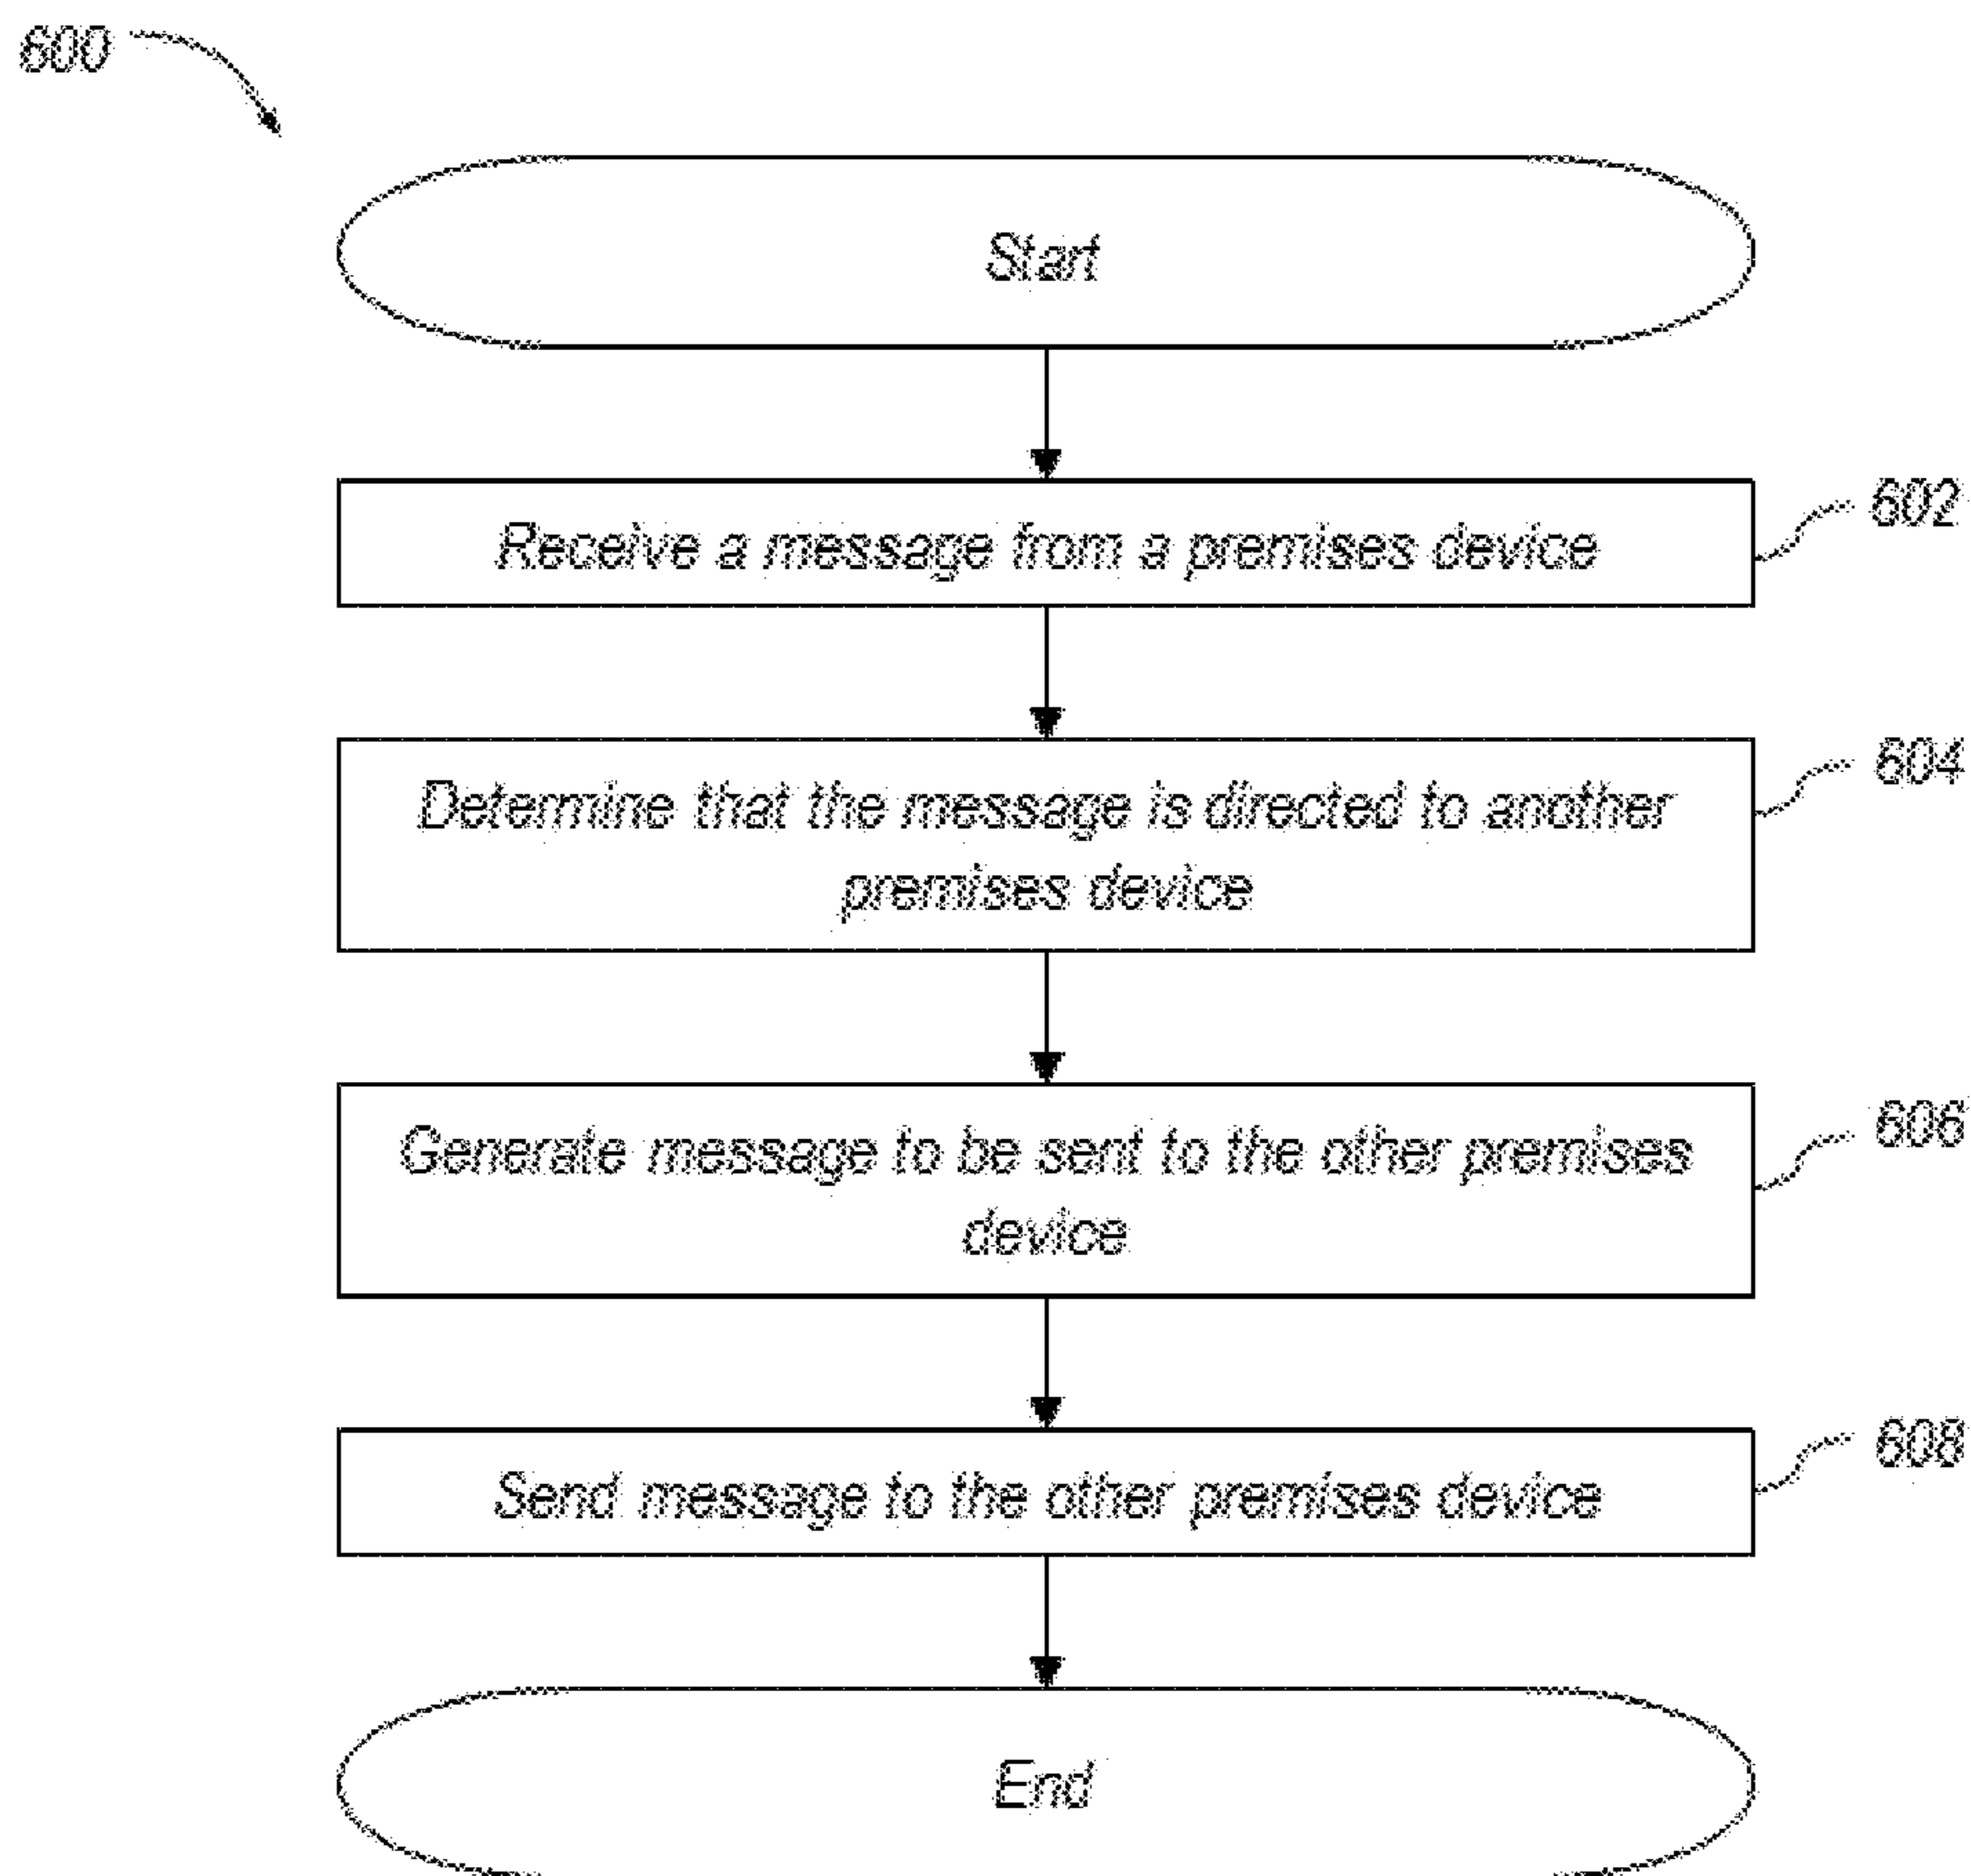 600
Start
Receive a message from a premises device
602
Determine that the message is directed to another
premises device
604
Generate message to be sent to the other premises
device
606
Send message to the other premises device
608
End